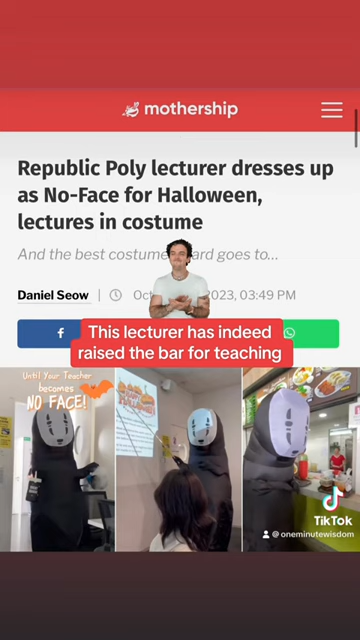 mothership
Republic Poly lecturer dresses up
as No-Face for Halloween,
lectures in costume
And the best costume
goes to...
Daniel Seow
2023, 03:49 PM
This lecturer has indeed
raised the bar for teaching
Until Your Teacher
becomes
NO FACE!
TikTok
@oneminutewisdom